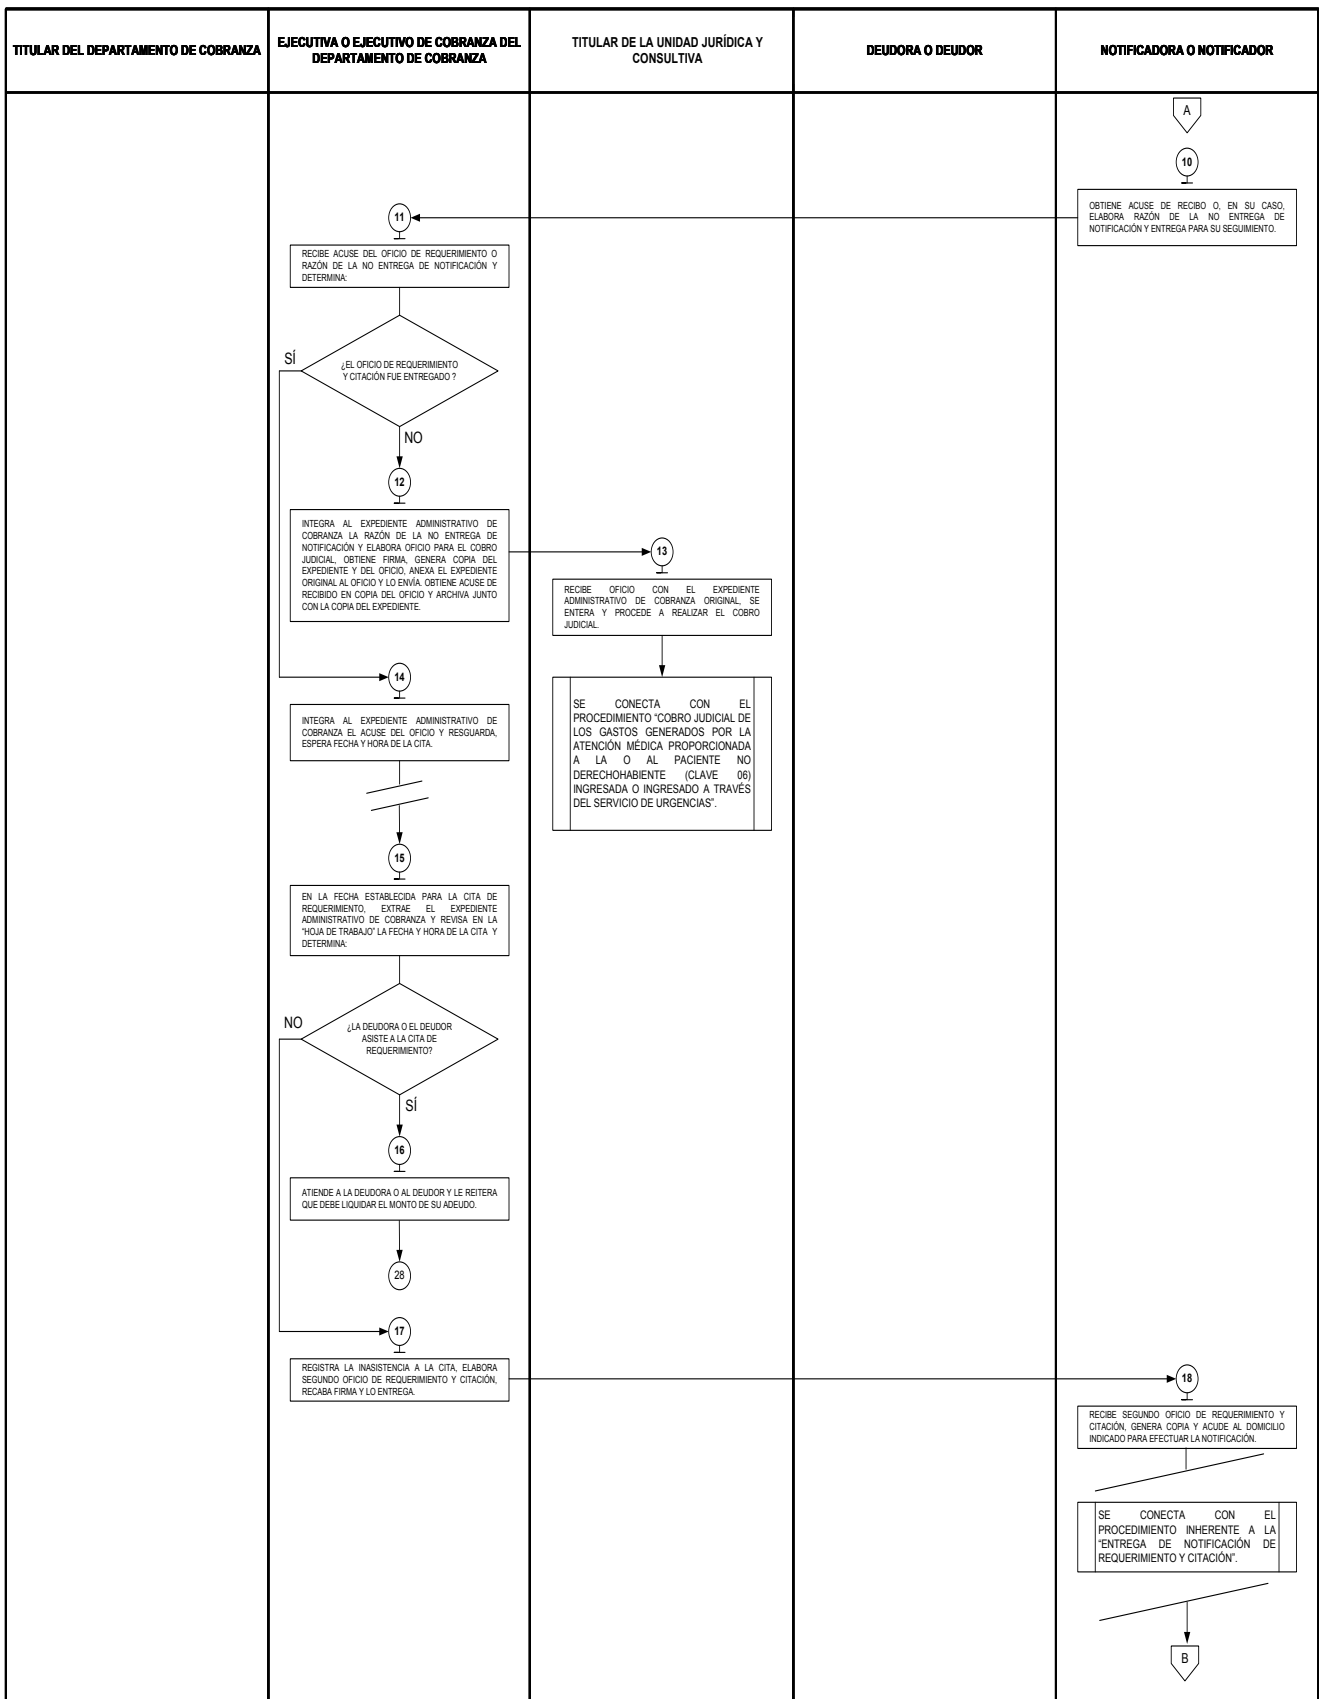 TITULAR DEL DEPARTAMENTO DE COBRANZA
EJECUTIVA O EJECUTIVO DE COBRANZA DEL
DEPARTAMENTO DE COBRANZA
TITULAR DE LA UNIDAD JURÍDICA Y
CONSULTIVA
DEUDORA O DEUDOR
NOTIFICADORA O NOTIFICADOR
A
10
OBTIENE ACUSE DE RECIBO O, EN SU CASO,
ELABORA RAZÓN DE LA NO ENTREGA DE
NOTIFICACIÓN Y ENTREGA PARA SU SEGUIMIENTO.
11
RECIBE ACUSE DEL OFICIO DE REQUERIMIENTO O
RAZÓN DE LA NO ENTREGA DE NOTIFICACIÓN Y
DETERMINA:
SÍ
¿EL OFICIO DE REQUERIMIENTO
Y CITACIÓN FUE ENTREGADO ?
NO
12
INTEGRA AL EXPEDIENTE ADMINISTRATIVO DE
COBRANZA LA RAZÓN DE LA NO ENTREGA DE
NOTIFICACIÓN Y ELABORA OFICIO PARA EL COBRO
JUDICIAL, OBTIENE FIRMA, GENERA COPIA DEL
EXPEDIENTE Y DEL OFICIO, ANEXA EL EXPEDIENTE
ORIGINAL AL OFICIO Y LO ENVÍA. OBTIENE ACUSE DE
RECIBIDO EN COPIA DEL OFICIO Y ARCHIVA JUNTO
CON LA COPIA DEL EXPEDIENTE.
13
RECIBE OFICIO CON EL EXPEDIENTE
ADMINISTRATIVO DE COBRANZA ORIGINAL, SE
ENTERA Y PROCEDE A REALIZAR EL COBRO
JUDICIAL.
SE CONECTA CON EL
PROCEDIMIENTO “COBRO JUDICIAL DE
LOS GASTOS GENERADOS POR LA
ATENCIÓN MÉDICA PROPORCIONADA
A LA O AL PACIENTE NO
DERECHOHABIENTE (CLAVE 06)
INGRESADA O INGRESADO A TRAVÉS
DEL SERVICIO DE URGENCIAS”.
14
INTEGRA AL EXPEDIENTE ADMINISTRATIVO DE
COBRANZA EL ACUSE DEL OFICIO Y RESGUARDA,
ESPERA FECHA Y HORA DE LA CITA.
15
EN LA FECHA ESTABLECIDA PARA LA CITA DE
REQUERIMIENTO, EXTRAE EL EXPEDIENTE
ADMINISTRATIVO DE COBRANZA Y REVISA EN LA
“HOJA DE TRABAJO” LA FECHA Y HORA DE LA CITA Y
DETERMINA:
NO
¿LA DEUDORA O EL DEUDOR
ASISTE A LA CITA DE
REQUERIMIENTO?
SÍ
16
ATIENDE A LA DEUDORA O AL DEUDOR Y LE REITERA
QUE DEBE LIQUIDAR EL MONTO DE SU ADEUDO.
28
17
REGISTRA LA INASISTENCIA A LA CITA, ELABORA
SEGUNDO OFICIO DE REQUERIMIENTO Y CITACIÓN,
RECABA FIRMA Y LO ENTREGA.
18
RECIBE SEGUNDO OFICIO DE REQUERIMIENTO Y
CITACIÓN, GENERA COPIA Y ACUDE AL DOMICILIO
INDICADO PARA EFECTUAR LA NOTIFICACIÓN.
SE CONECTA CON EL
PROCEDIMIENTO INHERENTE A LA
“ENTREGA DE NOTIFICACIÓN DE
REQUERIMIENTO Y CITACIÓN”.
B